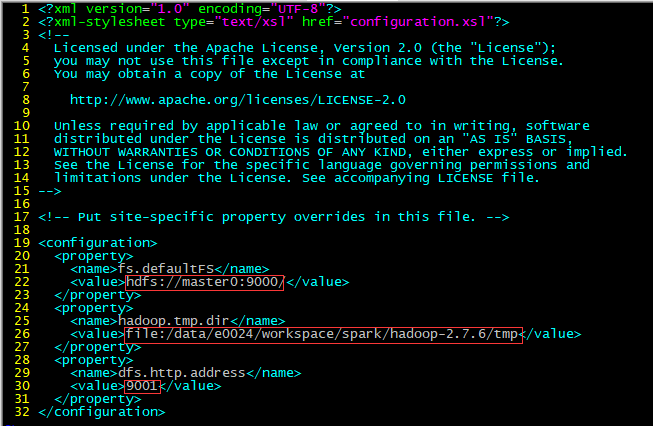 1 <?xml version="1.0" encoding="UTF-8"?>
2 <?xml-stylesheet type="text/xsl" href="configuration.xsl"?>
3 <!--
4   Licensed under the Apache License, Version 2.0 (the "License");
5   you may not use this file except in compliance with the License.
6   You may obtain a copy of the License at
7
8     http://www.apache.org/licenses/LICENSE-2.0
9
10   Unless required by applicable law or agreed to in writing, software
11   distributed under the License is distributed on an "AS IS" BASIS,
12   WITHOUT WARRANTIES OR CONDITIONS OF ANY KIND, either express or implied.
13   See the License for the specific language governing permissions and
14   limitations under the License. See accompanying LICENSE file.
15 -->
16
17 <!-- Put site-specific property overrides in this file. -->
18
19 <configuration>
20   <property>
21     <name>fs.defaultFS</name>
22     <value>hdfs://master0:9000/</value>
23   </property>
24   <property>
25     <name>hadoop.tmp.dir</name>
26     <value>file:/data/e0024/workspace/spark/hadoop-2.7.6/tmp</value>
27   </property>
28   <property>
29     <name>dfs.http.address</name>
30     <value>9001</value>
31   </property>
32 </configuration>